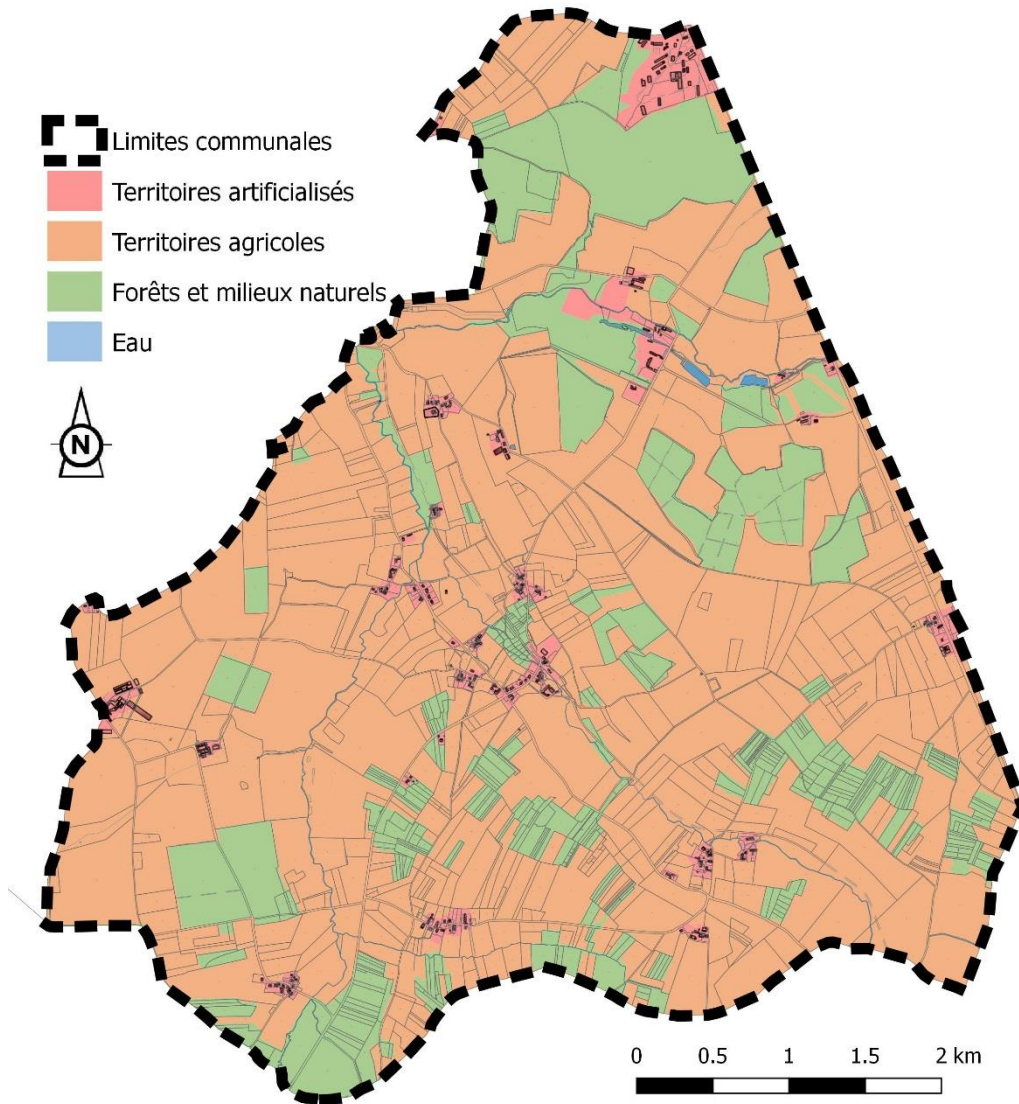 Limites communales
Territoires artificialisés
Territoires agricoles
Forêts et milieux naturels
Eau
N
0 0.5 1 1.5 2 km